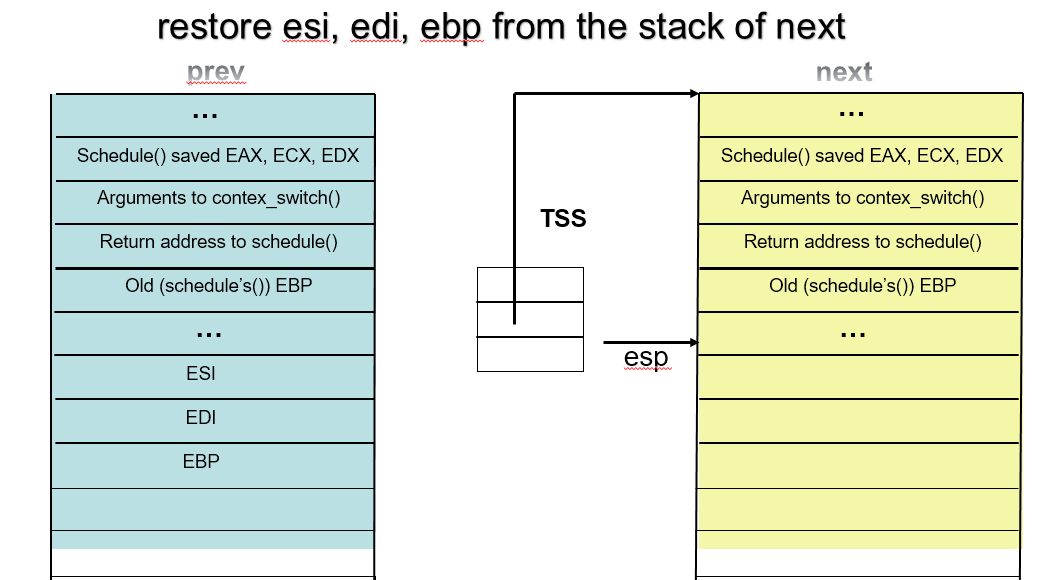 restore esi, edi, ebp from the stack of next
prev
...
Schedule() saved EAX, ECX, EDX
Arguments to contex_switch()
Return address to schedule()
Old (schedule's()) EBP
...
ESI
EDI
EBP
TSS
esp
next
...
Schedule() saved EAX, ECX, EDX
Arguments to contex_switch()
Return address to schedule()
Old (schedule's()) EBP
...